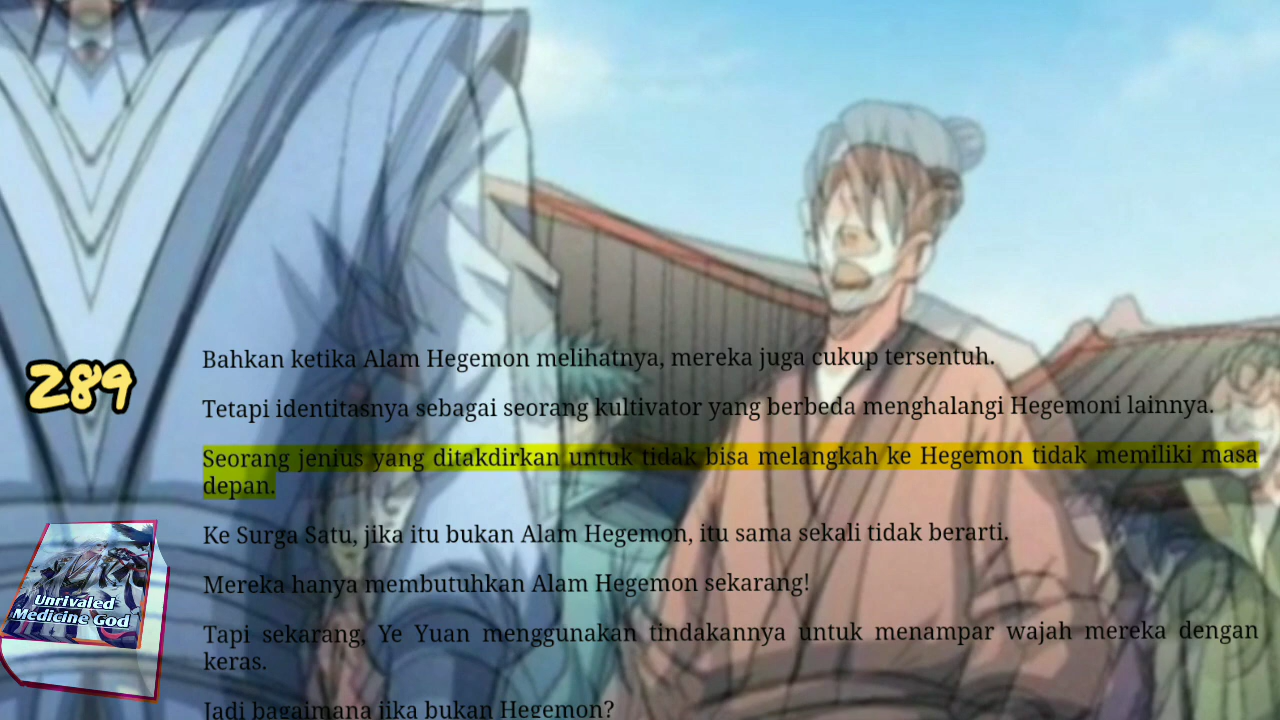 Bahkan ketika Alam Hegemon melihatnya, mereka juga cukup tersentuh.
289
Tetapi identitasnya sebagai seorang kultivator yang berbeda menghalangi Hegemoni lainnya.
Seorang jenius yang ditakdirkan untuk tidak bisa melangkah ke Hegemon tidak memiliki masa
depan.
Ke Surga Satu, jika itu bukan Alam Hegemon, itu sama sekali tidak berarti.
Mereka hanya membutuhkan Alam Hegemon sekarang!
Unrivaled
Medicine God
Tapi sekarang, Ye Yuan menggunakan tindakannya untuk menampar wajah mereka dengan
keras.
Jadi bagaimana jika bukan Hegemon?